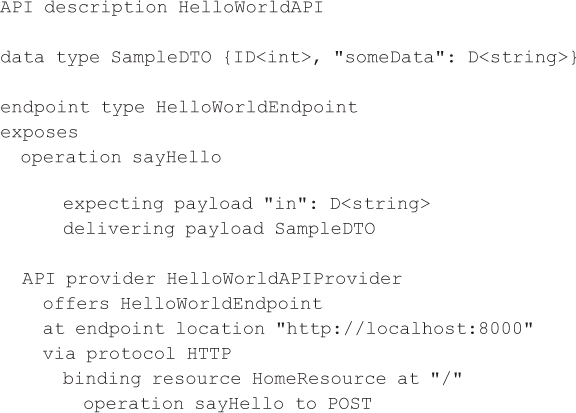 API description HelloWorldAPI
data type SampleDTO {ID<int>, "someData": D<string>}
endpoint type HelloWorldEndpoint
exposes
operation sayHello
expecting payload "in": D<string>
delivering payload SampleDTO
API provider HelloWorldAPIProvider
offers HelloWorldEndpoint
at endpoint location "http://localhost:8000"
via protocol HTTP
binding resource HomeResource at "/"
operation sayHello to POST